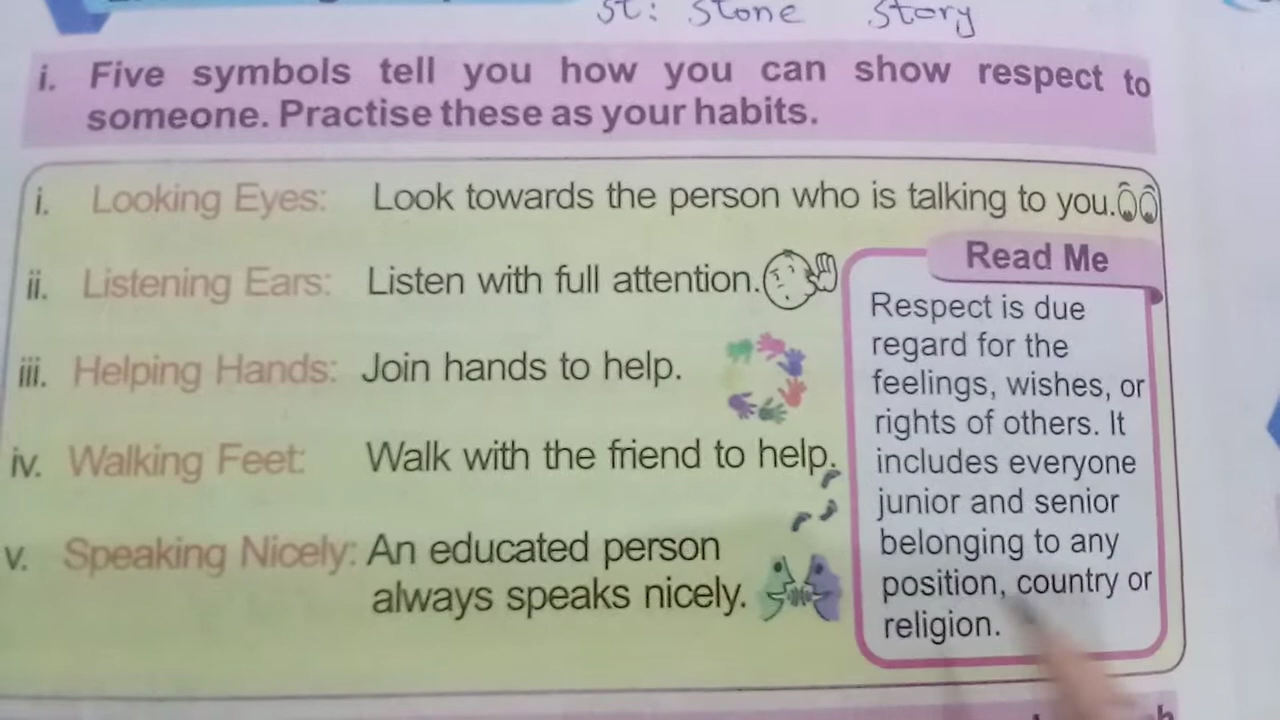 st: Stone Story
i. Five symbols tell you how you can show respect to
someone. Practise these as your habits.
i. Looking Eyes: Look towards the person who is talking to you.
ii. Listening Ears: Listen with full attention.
iii. Helping Hands: Join hands to help.
iv. Walking Feet: Walk with the friend to help.
v. Speaking Nicely: An educated person
always speaks nicely.
Read Me
Respect is due
regard for the
feelings, wishes, or
rights of others. It
includes everyone
junior and senior
belonging to any
position, country or
religion.